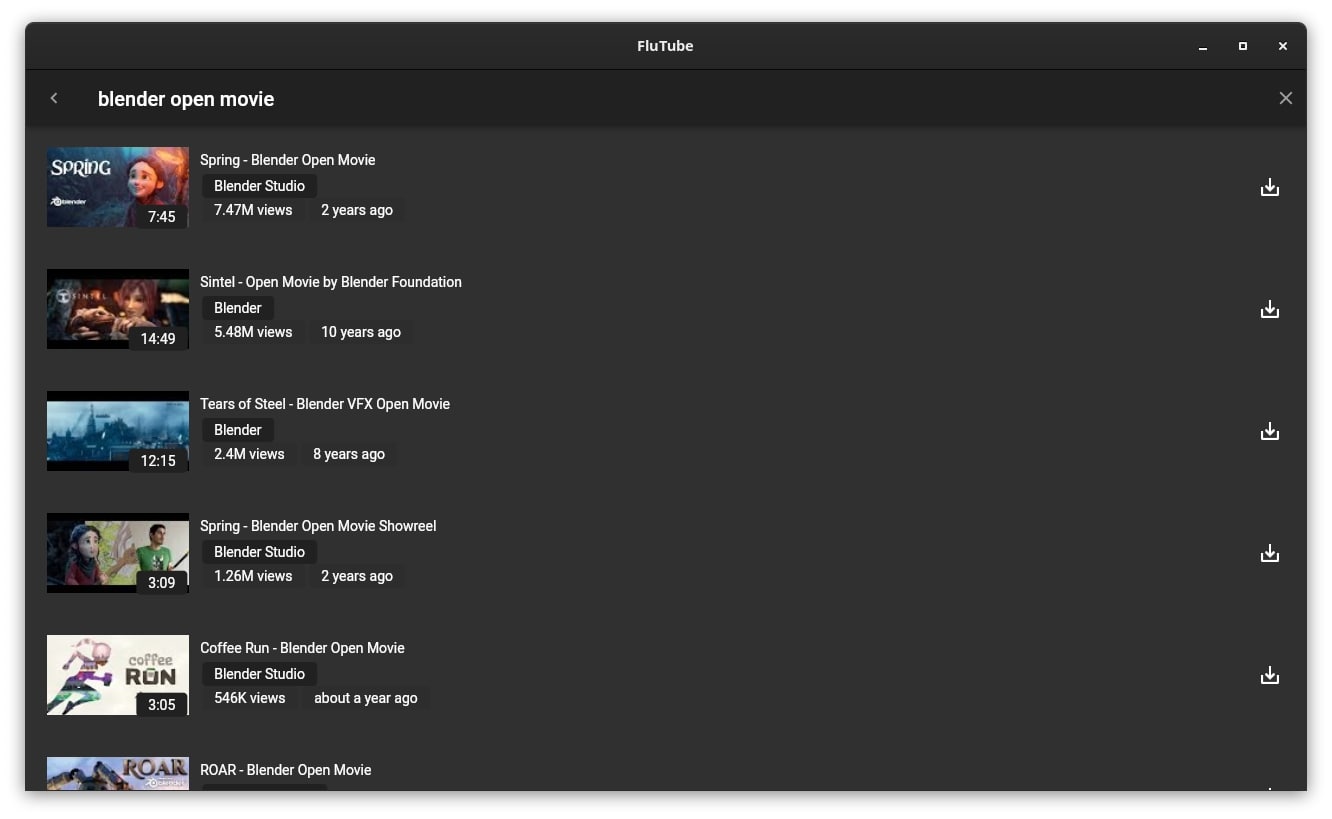 FluTube
blender open movie
SPRING
blender
7:45
Spring - Blender Open Movie
Blender Studio
7.47M views 2 years ago
SINTEL
14:49
Sintel - Open Movie by Blender Foundation
Blender
5.48M views 10 years ago
12:15
Tears of Steel - Blender VFX Open Movie
Blender
2.4M views 8 years ago
3:09
Spring - Blender Open Movie Showreel
Blender Studio
1.26M views 2 years ago
coffee
RUN
3:05
Coffee Run - Blender Open Movie
Blender Studio
546K views about a year ago
ROAR
blender
ROAR - Blender Open Movie